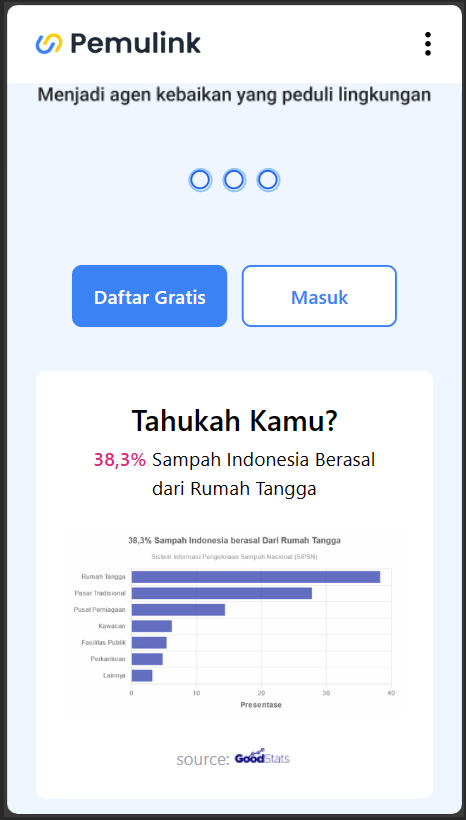 Pemulink
Menjadi agen kebaikan yang peduli lingkungan
Daftar Gratis
Masuk
Tahukah Kamu?
38,3% Sampah Indonesia Berasal
dari Rumah Tangga
38,3% Sampah Indonesia berasal Dari Rumah Tangga
Sistem Informasi Pengelolaan Sampah Nasional (SIPSN)
Rumah Tangga
Pasar Tradisional
Pusat Perniagaan
Kawasan
Fasilitas Publik
Perkantoran
Lainnya
0 10 20 30 40
Presentase
source: GoodStats